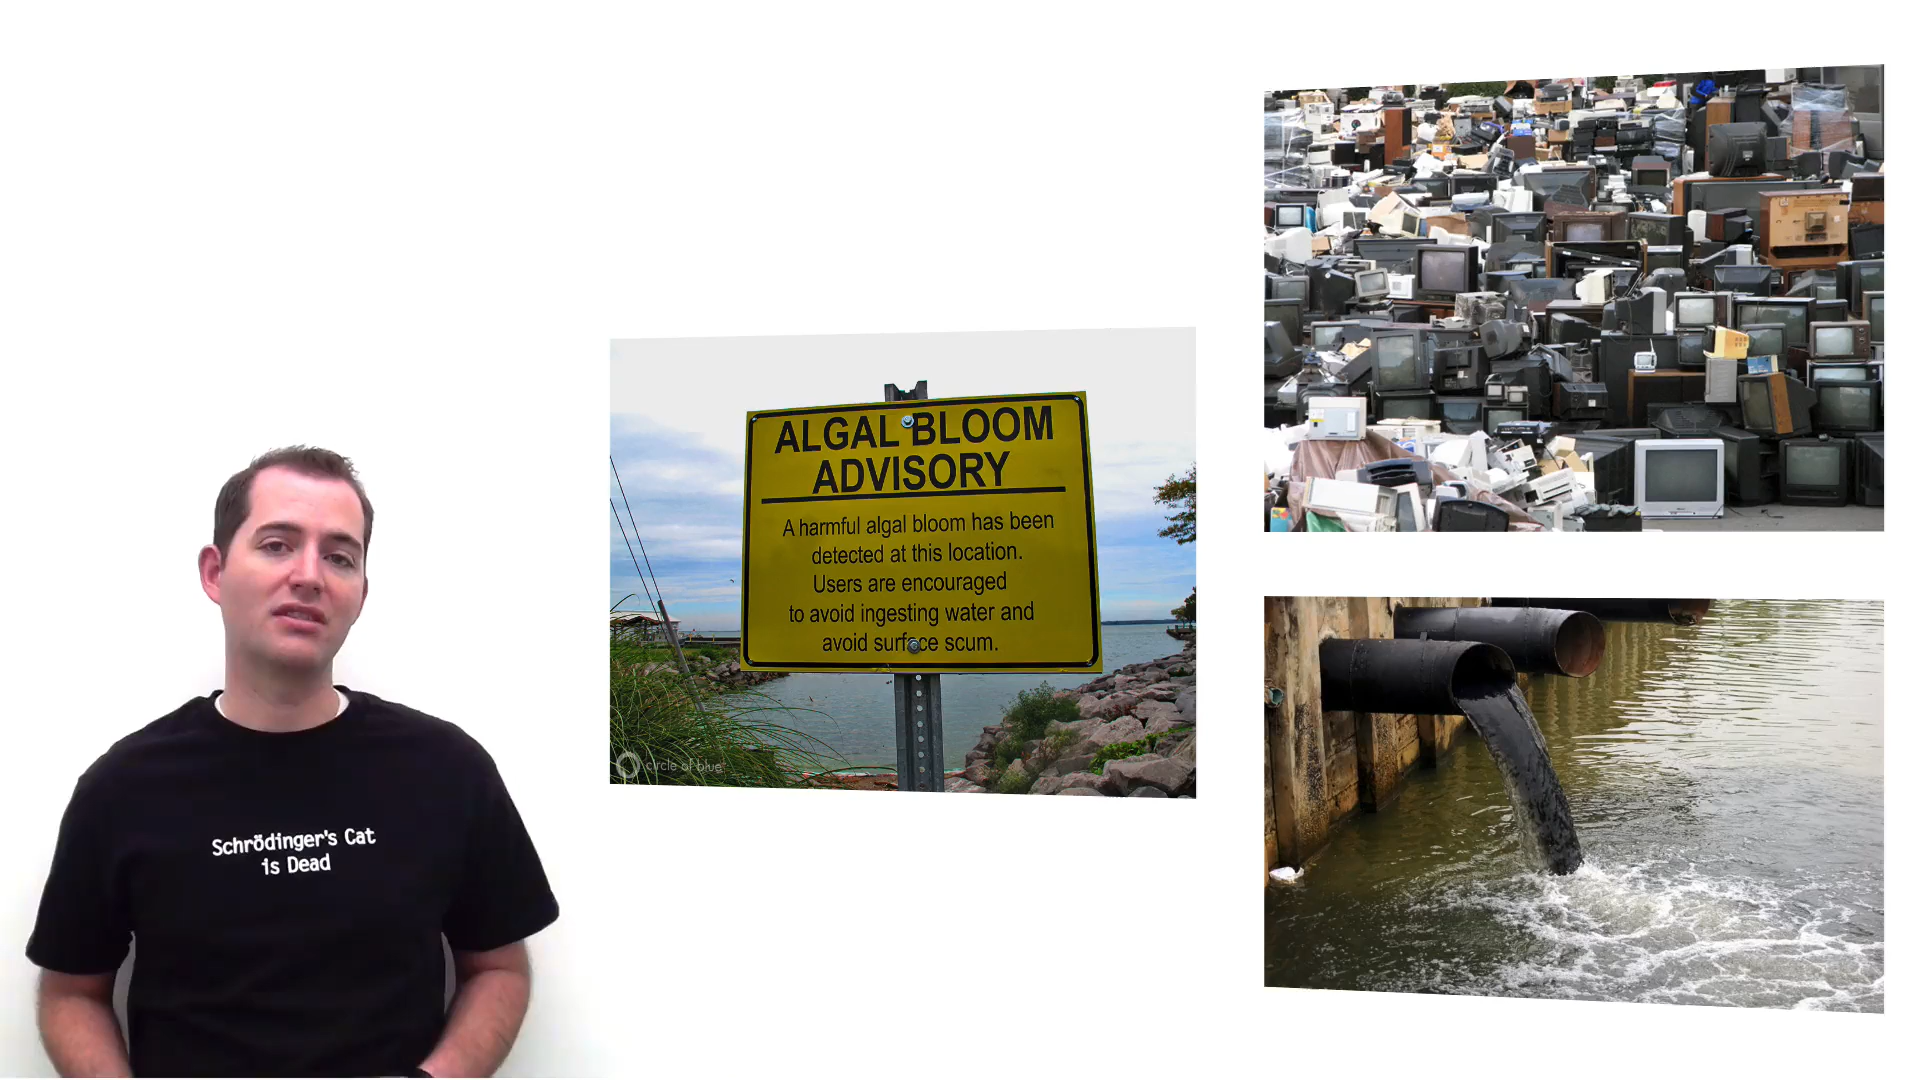 Schrödinger's Cat
is Dead
ALGAL BLOOM
ADVISORY
A harmful algal bloom has been
detected at this location.
Users are encouraged
to avoid ingesting water and
avoid surface scum.
circle of blue